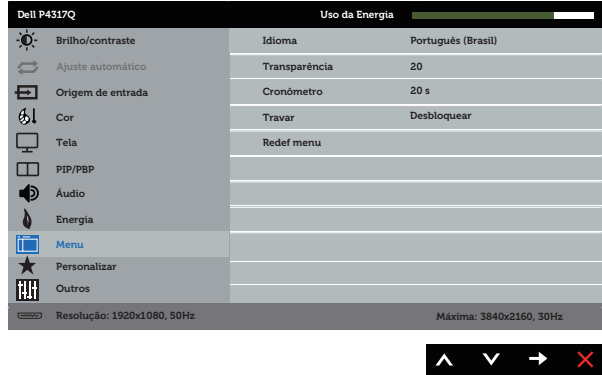 Dell P4317Q Uso da Energia
Brilho/contraste Idioma Português (Brasil)
Ajuste automático Transparência 20
Origem de entrada Cronômetro 20 s
Cor Travar Desbloquear
Tela Redef menu
PIP/PBP
Áudio
Energia
Menu
Personalizar
Outros
Resolução: 1920x1080, 50Hz Máxima: 3840x2160, 30Hz